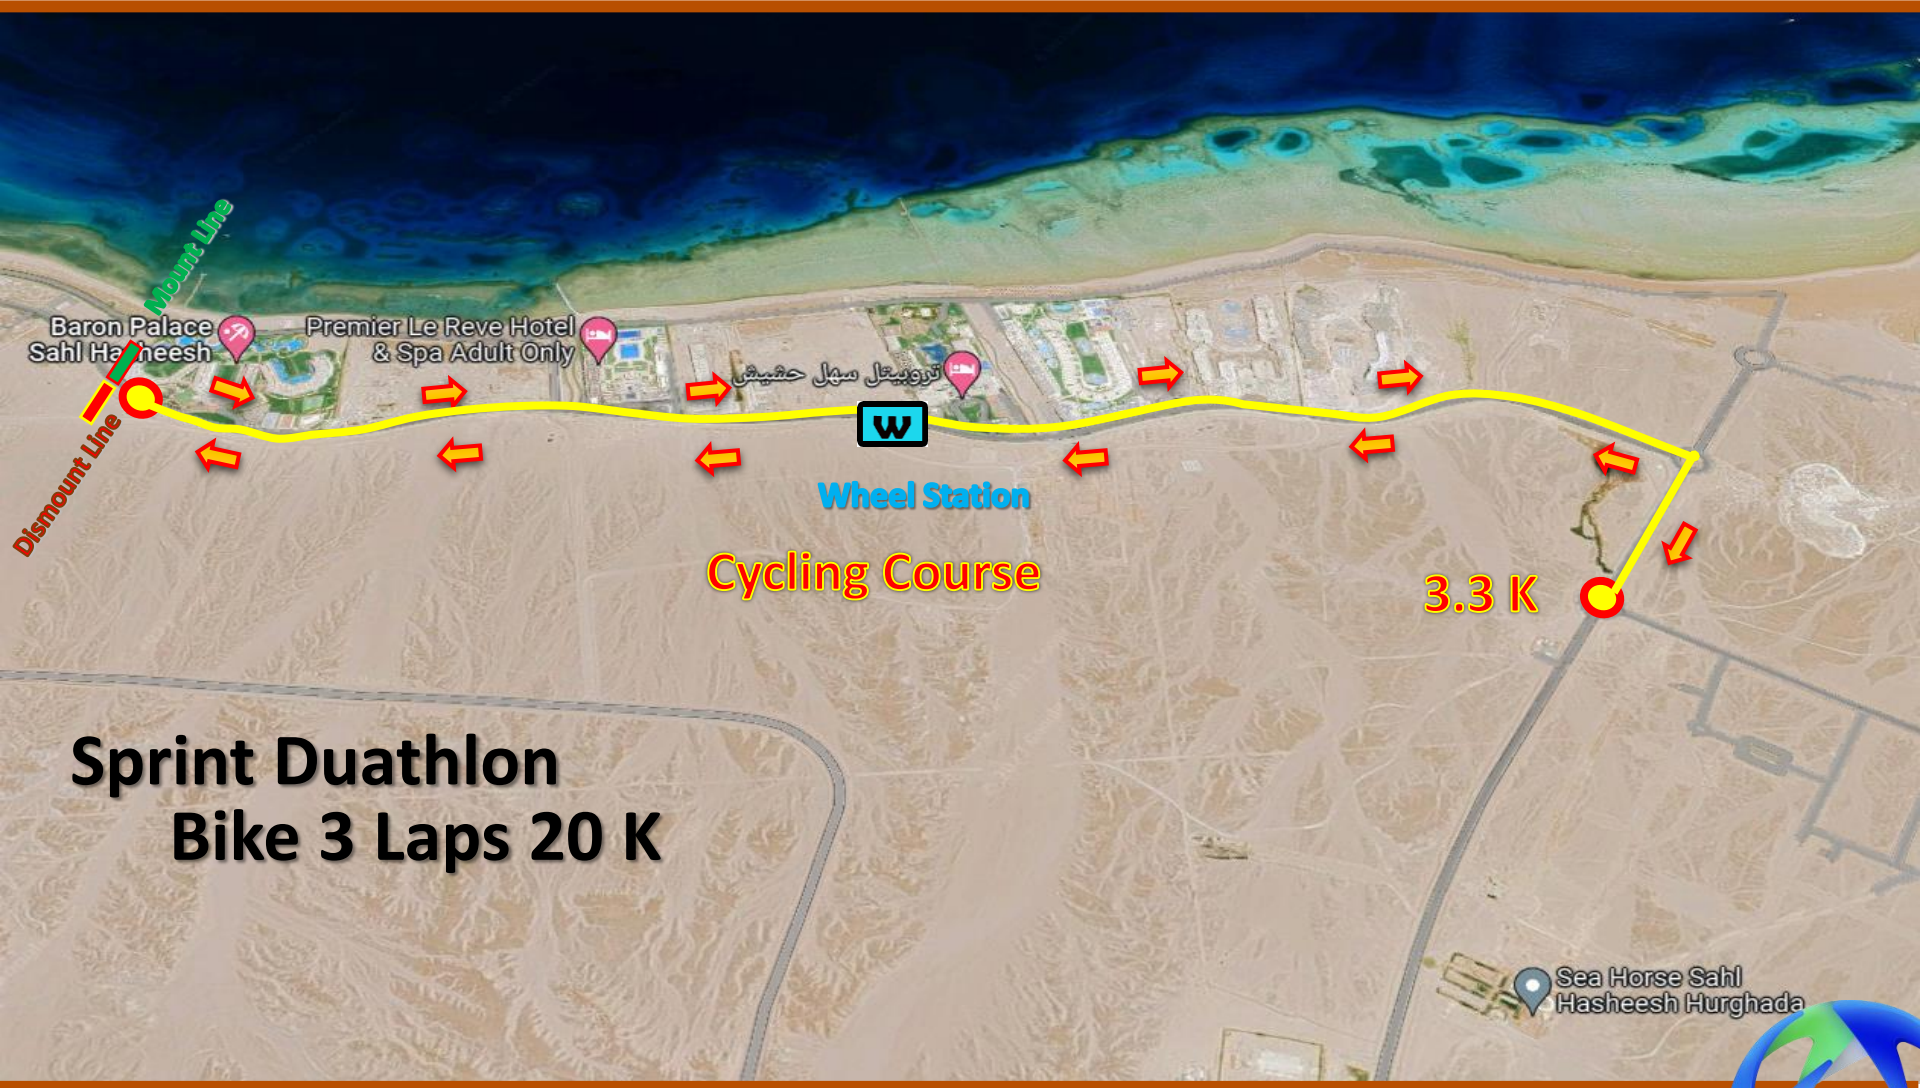 Mount Line
Baron Palace
Sahl Hasheesh
Premier Le Reve Hotel
& Spa Adult Only
تروبيتل سهل حشيش
W
Dismount Line
Wheel Station
Cycling Course
3.3 K
Sprint Duathlon
Bike 3 Laps 20 K
Sea Horse Sahl
Hasheesh Hurghada